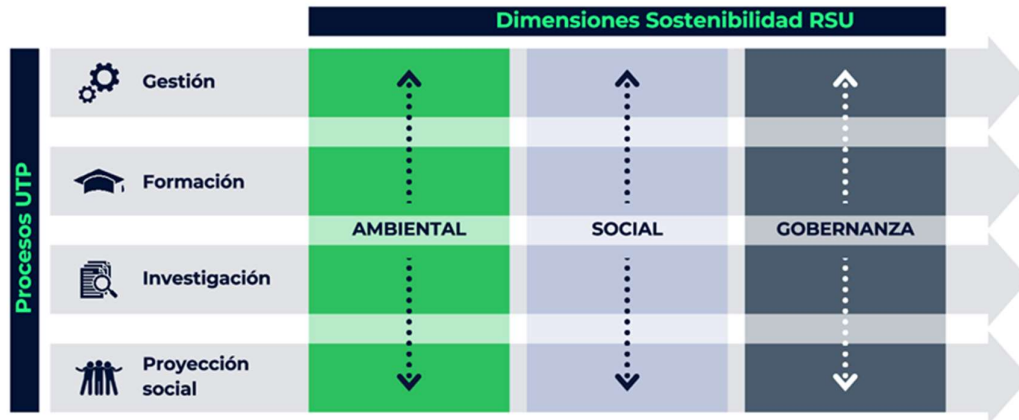 Dimensiones Sostenibilidad RSU
Procesos UTP
Gestión
Formación
AMBIENTAL
SOCIAL
GOBERNANZA
Investigación
Proyección
social